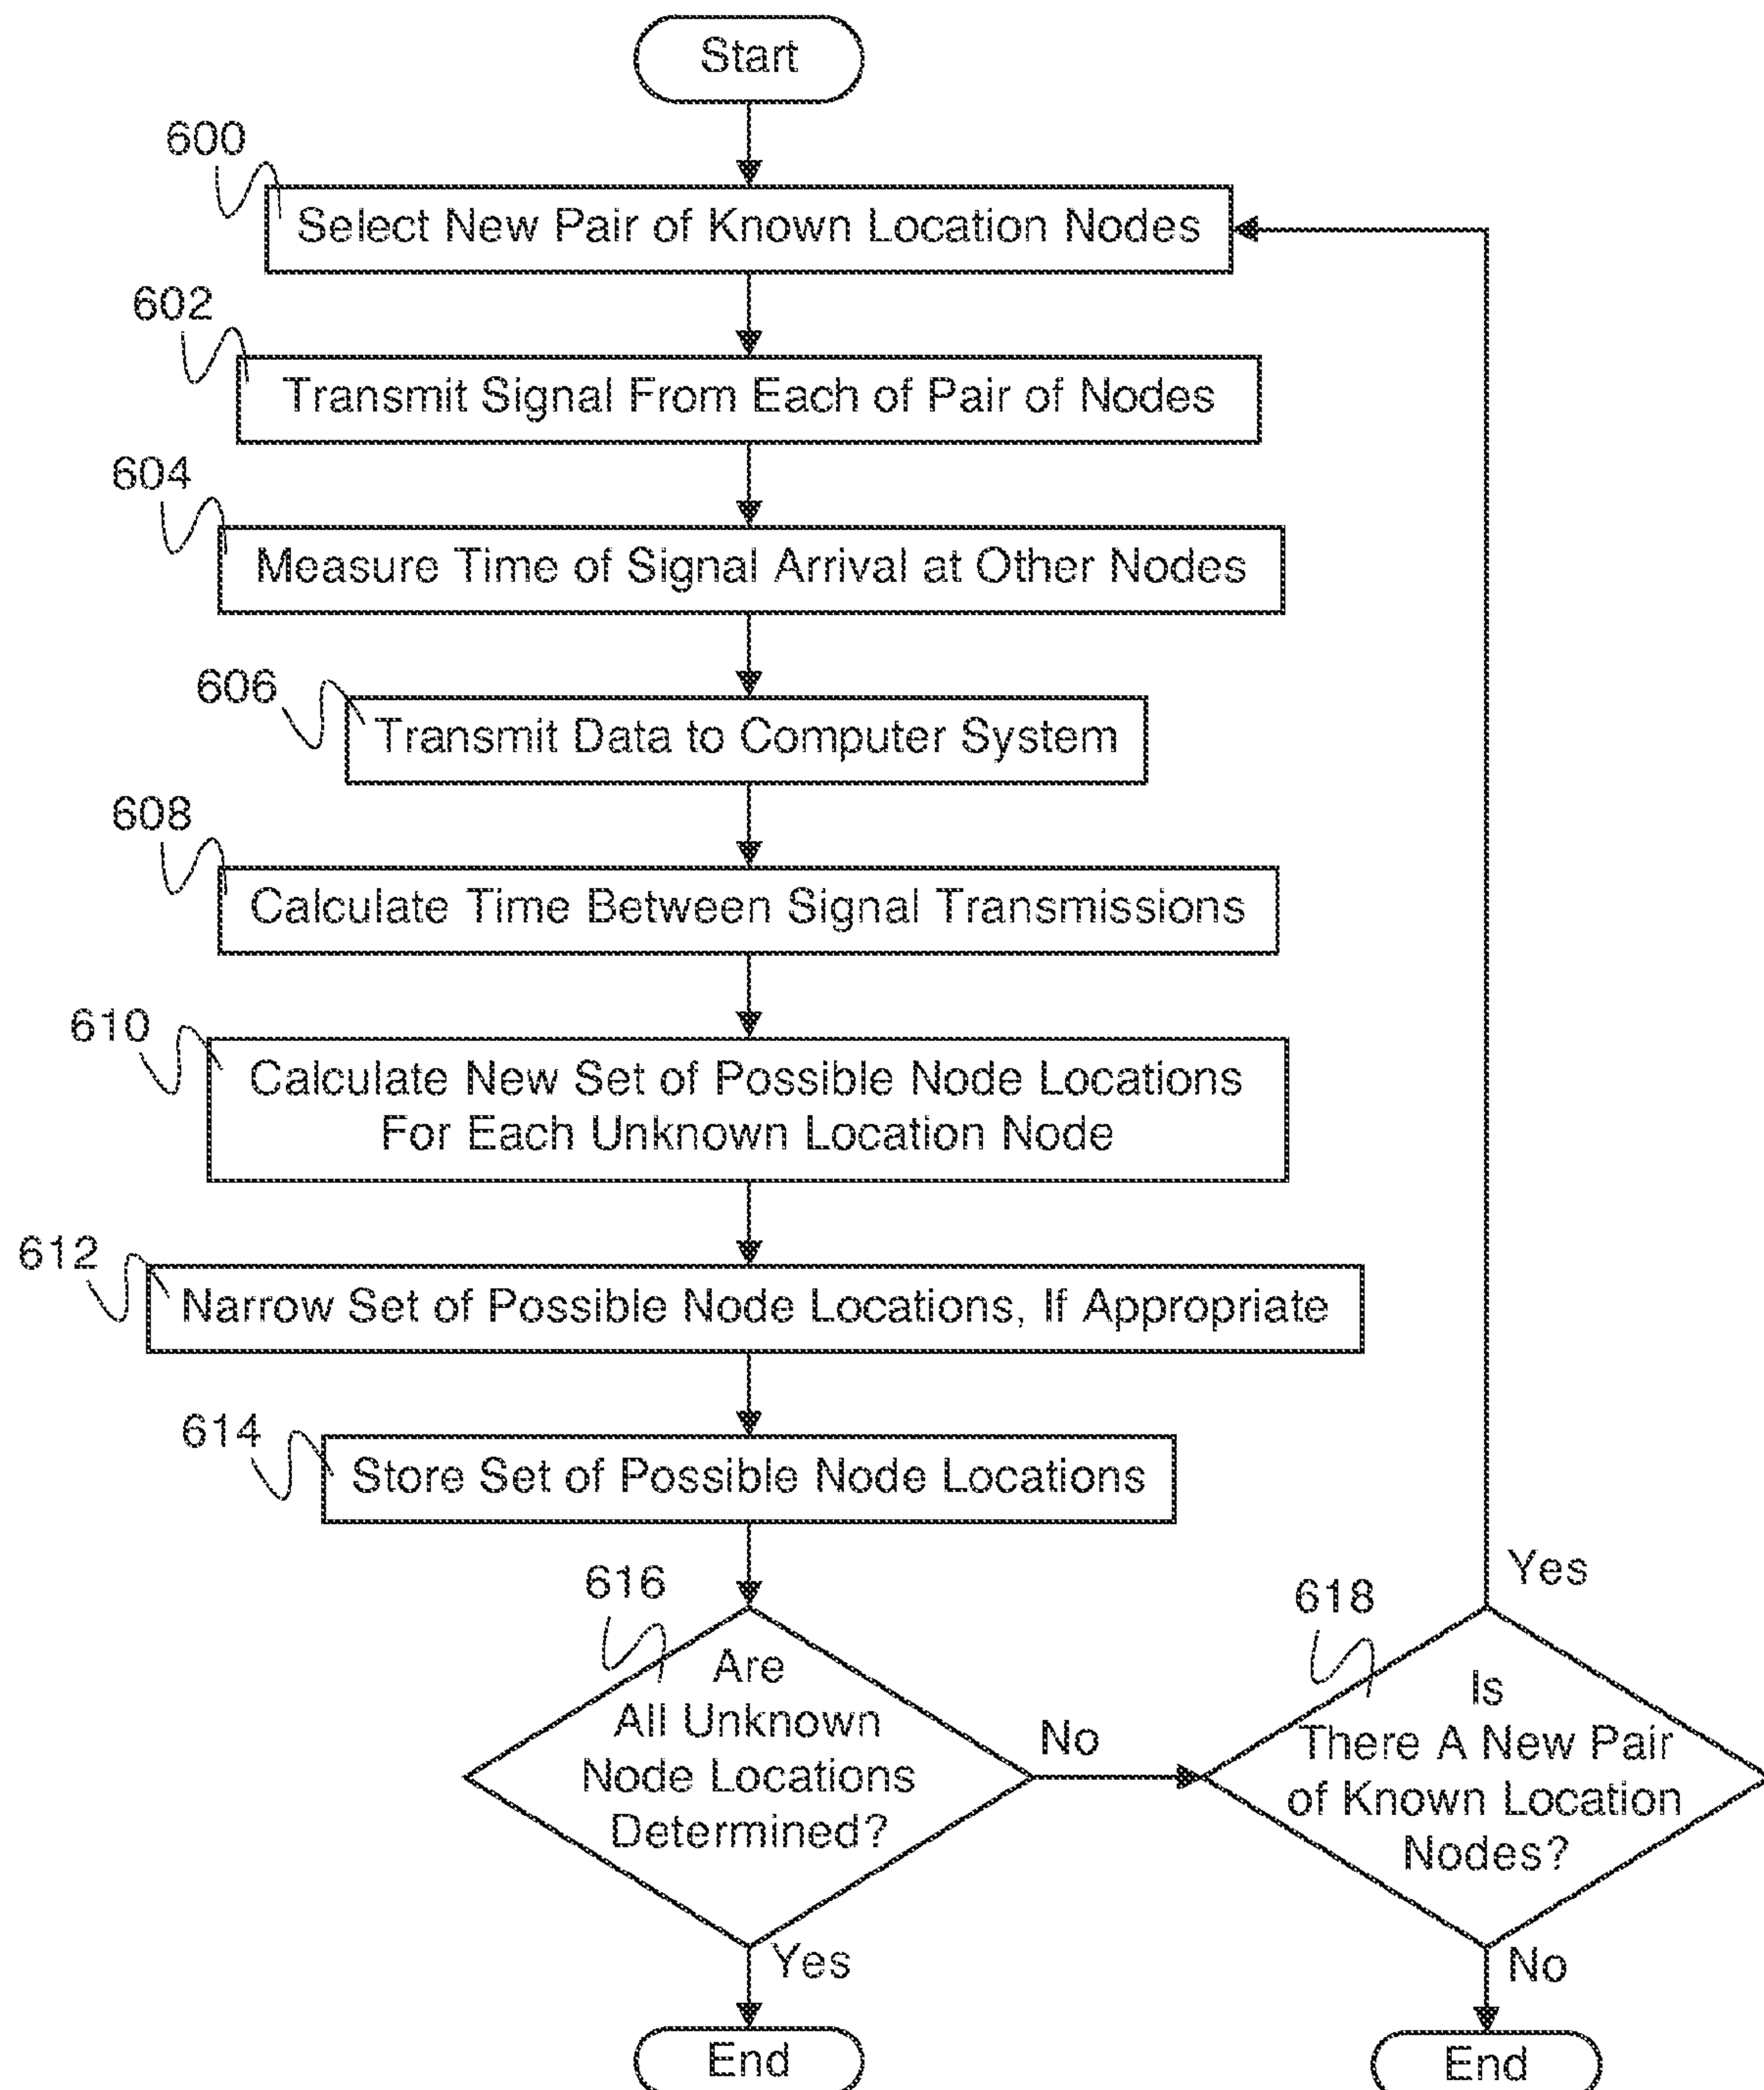 Start
600
Select New Pair of Known Location Nodes
602
Transmit Signal From Each of Pair of Nodes
604
Measure Time of Signal Arrival at Other Nodes
606
Transmit Data to Computer System
608
Calculate Time Between Signal Transmissions
610
Calculate New Set of Possible Node Locations
For Each Unknown Location Node
612
Narrow Set of Possible Node Locations, If Appropriate
614
Store Set of Possible Node Locations
616
Are
All Unknown
Node Locations
Determined?
No
Yes
End
618
Is
There A New Pair
of Known Location
Nodes?
Yes
No
End